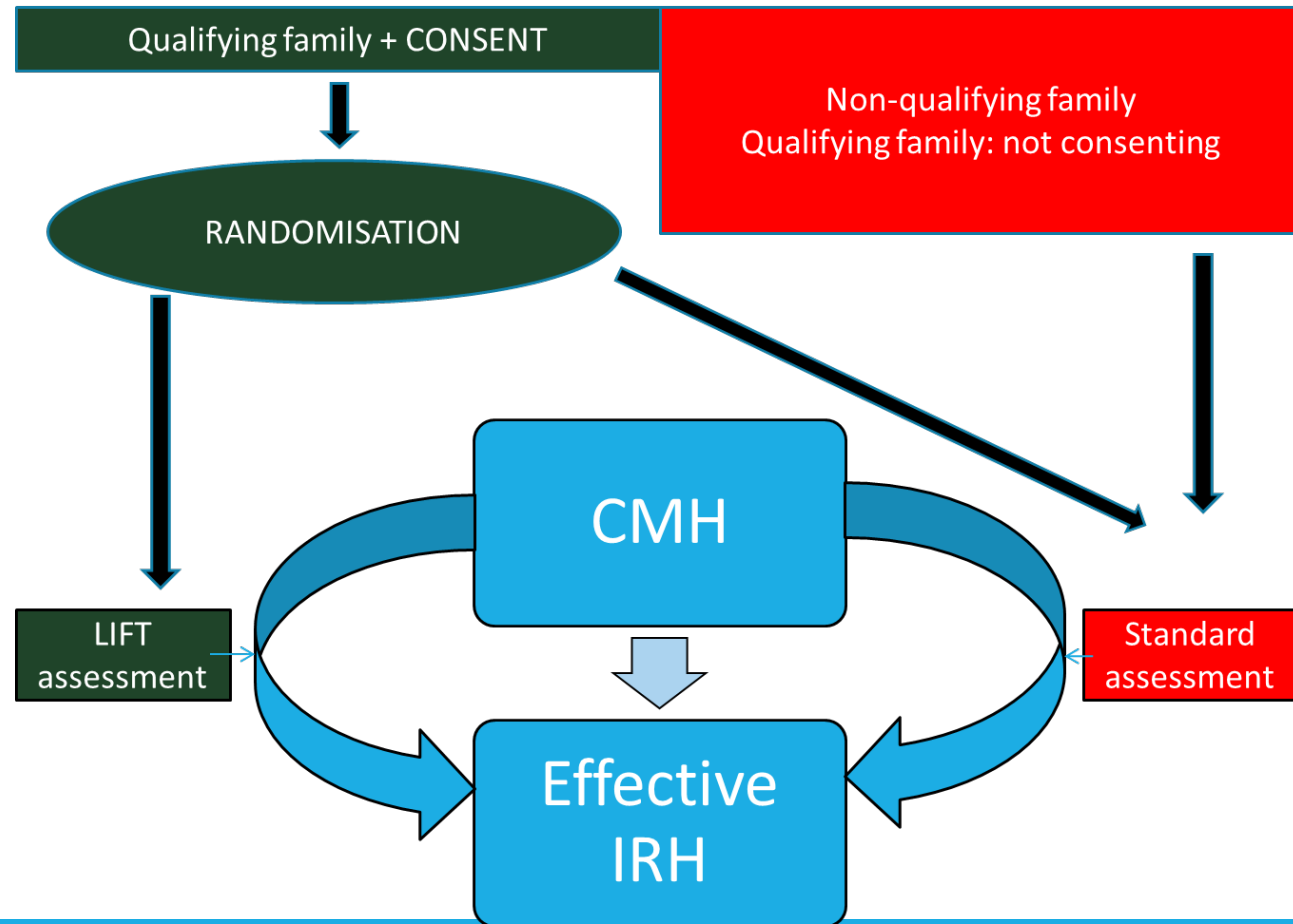 Qualifying family + CONSENT
Non-qualifying family
Qualifying family: not consenting
RANDOMISATION
CMH
LIFT
assessment
Standard
assessment
Effective
IRH